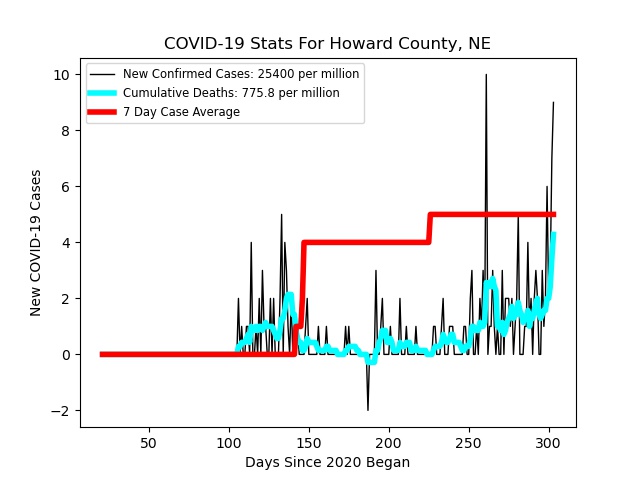 COVID-19 Stats For Howard County, NE
New Confirmed Cases: 25400 per million
Cumulative Deaths: 775.8 per million
7 Day Case Average
New COVID-19 Cases
10
8
6
4
2
0
−2
50
100
150
200
250
300
Days Since 2020 Began